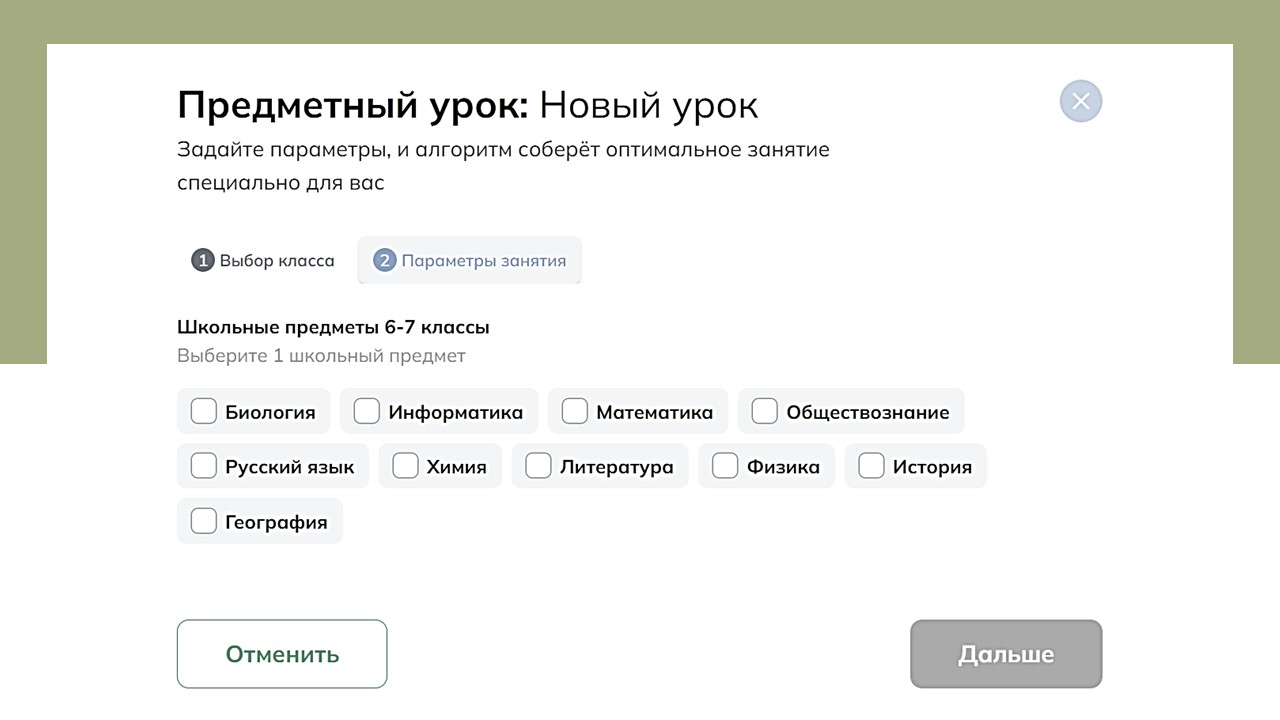 Предметный урок: Новый урок
Задайте параметры, и алгоритм соберёт оптимальное занятие
специально для вас
1 Выбор класса 2 Параметры занятия
Школьные предметы 6-7 классы
Выберите 1 школьный предмет
Биология Информатика Математика Обществознание
Русский язык Химия Литература Физика История
География
Отменить Дальше